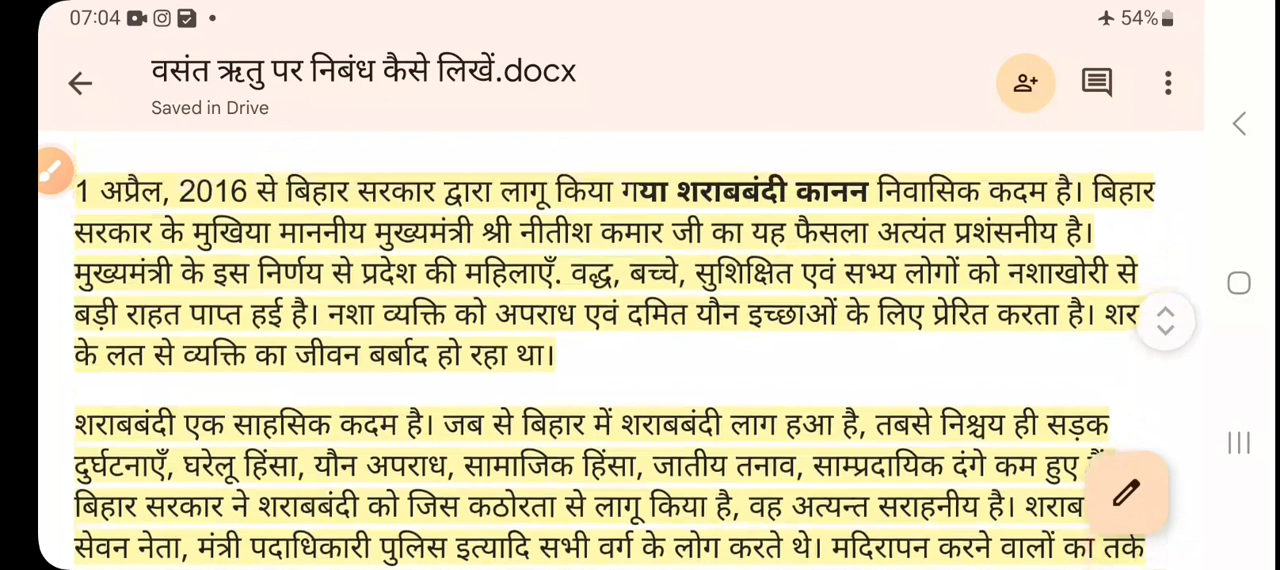 07:04
54%
वसंत ऋतु पर निबंध कैसे लिखें.docx
Saved in Drive
1 अप्रैल, 2016 से बिहार सरकार द्वारा लागू किया गया शराबबंदी कानन निवासिक कदम है। बिहार
सरकार के मुखिया माननीय मुख्यमंत्री श्री नीतीश कमार जी का यह फैसला अत्यंत प्रशंसनीय है।
मुख्यमंत्री के इस निर्णय से प्रदेश की महिलाएँ. वद्ध, बच्चे, सुशिक्षित एवं सभ्य लोगों को नशाखोरी से
बड़ी राहत पाप्त हई है। नशा व्यक्ति को अपराध एवं दमित यौन इच्छाओं के लिए प्रेरित करता है। शर
के लत से व्यक्ति का जीवन बर्बाद हो रहा था।
शराबबंदी एक साहसिक कदम है। जब से बिहार में शराबबंदी लाग हआ है, तबसे निश्चय ही सड़क
दुर्घटनाएँ, घरेलू हिंसा, यौन अपराध, सामाजिक हिंसा, जातीय तनाव, साम्प्रदायिक दंगे कम हुए
बिहार सरकार ने शराबबंदी को जिस कठोरता से लागू किया है, वह अत्यन्त सराहनीय है। शराब
सेवन नेता, मंत्री पदाधिकारी पुलिस इत्यादि सभी वर्ग के लोग करते थे। मदिरापन करने वालों का तर्क